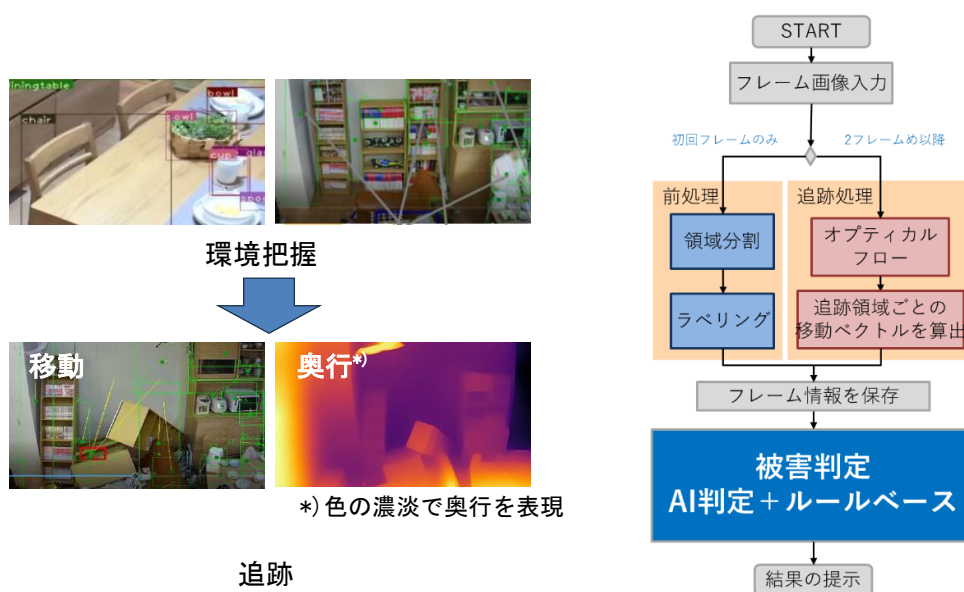 iningtable
chair
bowl
bowl
cup
glas
spoo
環境把握
移動
奥行*)
*)色の濃淡で奥行を表現
追跡
START
フレーム画像入力
初回フレームのみ
2フレームめ以降
前処理
領域分割
ラベリング
追跡処理
オプティカル
フロー
追跡領域ごとの
移動ベクトルを算出
フレーム情報を保存
被害判定
AI判定+ルールベース
結果の提示